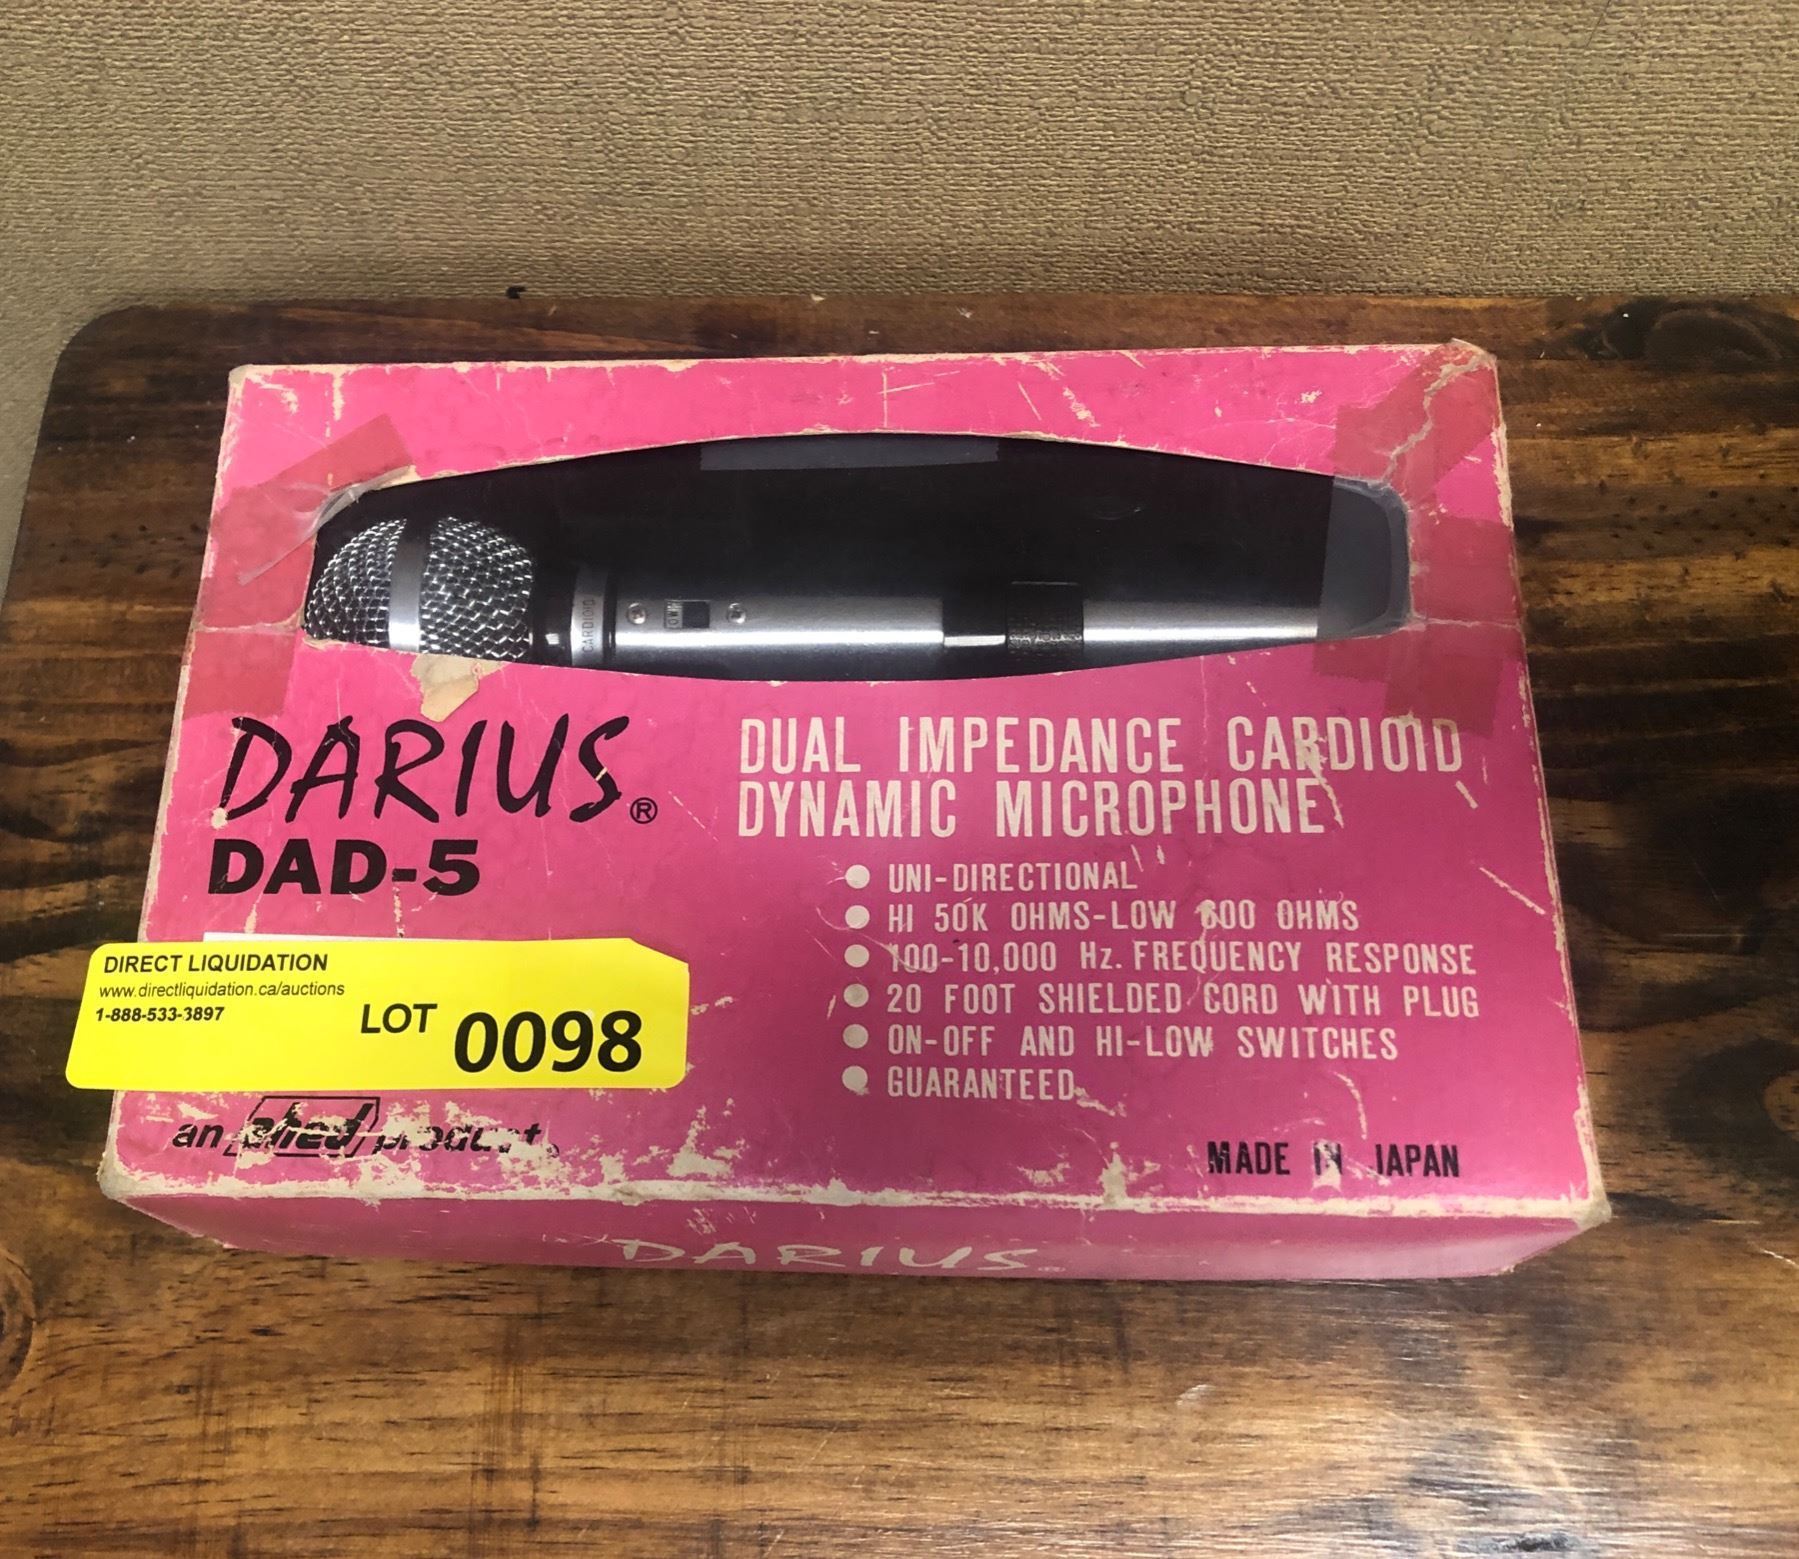 CARDIOID
DARIUS®
DAD-5
DUAL IMPEDANCE CARDIOID
DYNAMIC MICROPHONE
UNI-DIRECTIONAL
HI 50K OHMS-LOW 600 OHMS
100-10,000 Hz. FREQUENCY RESPONSE
20 FOOT SHIELDED CORD WITH PLUG
ON-OFF AND HI-LOW SWITCHES
GUARANTEED
DIRECT LIQUIDATION
www.directliquidation.ca/auctions
1-888-533-3897
LOT 0098
an product
MADE IN JAPAN
DARIUS®